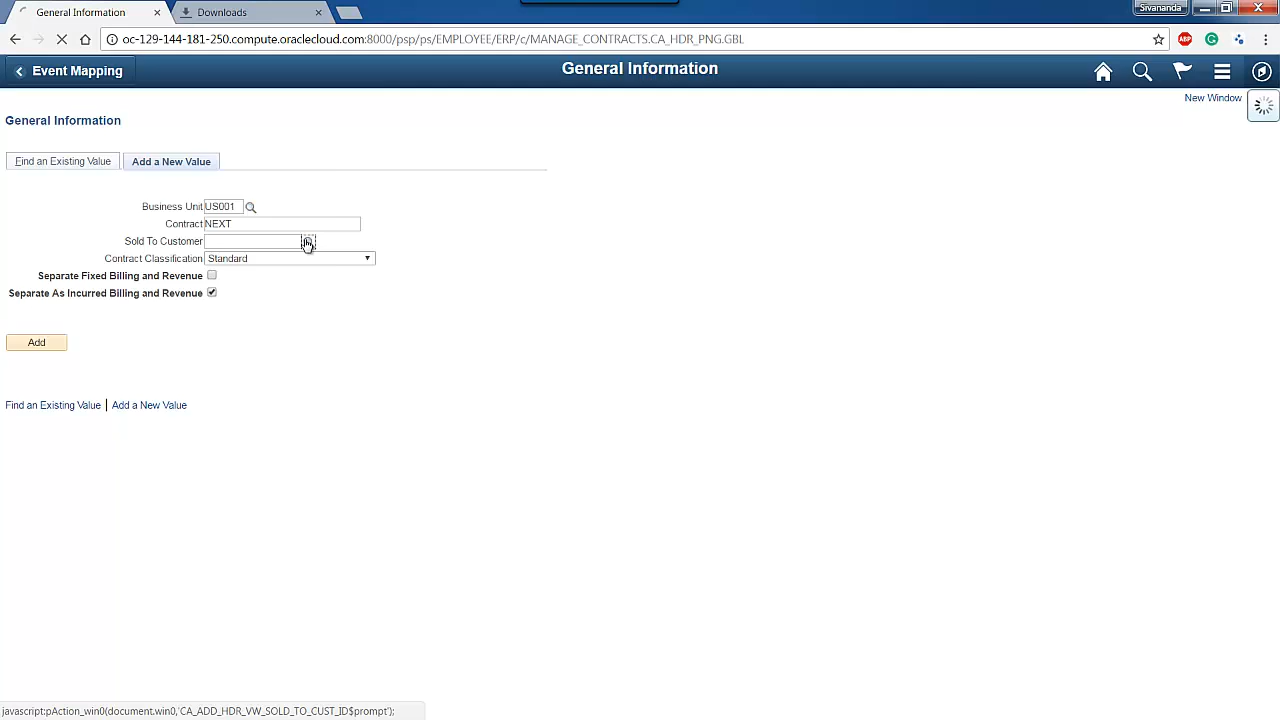 General Information
Downloads
Sivananda
oc-129-144-181-250.compute.oraclecloud.com:8000/psp/ps/EMPLOYEE/ERP/c/MANAGE_CONTRACTS.CA_HDR_PNG.GBL
ABP
Event Mapping
General Information
New Window
General Information
Find an Existing Value
Add a New Value
Business Unit US001
Contract NEXT
Sold To Customer
Contract Classification Standard
Separate Fixed Billing and Revenue
Separate As Incurred Billing and Revenue
Add
Find an Existing Value | Add a New Value
javascript:pAction_win0(document.win0,'CA_ADD_HDR_VW_SOLD_TO_CUST_ID$prompt');